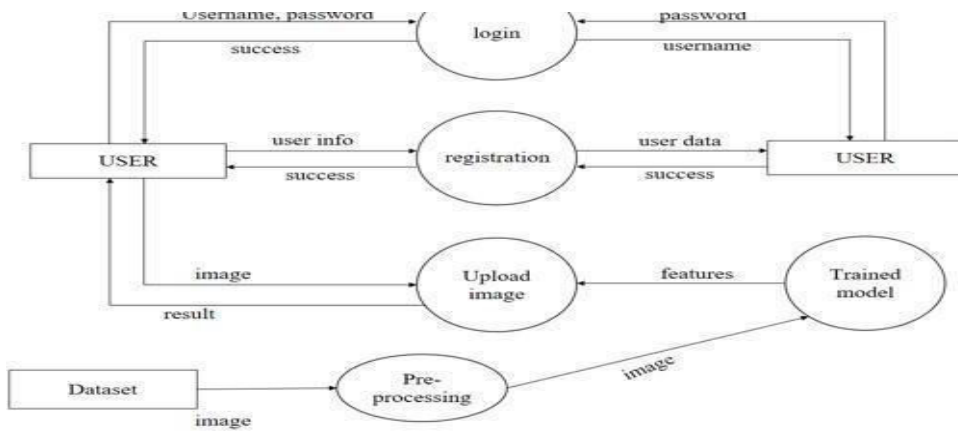 Username, password
password
login
success
username
user info
user data
USER
registration
USER
success
success
image
Upload
image
features
Trained
model
result
image
Dataset
Pre-
processing
image